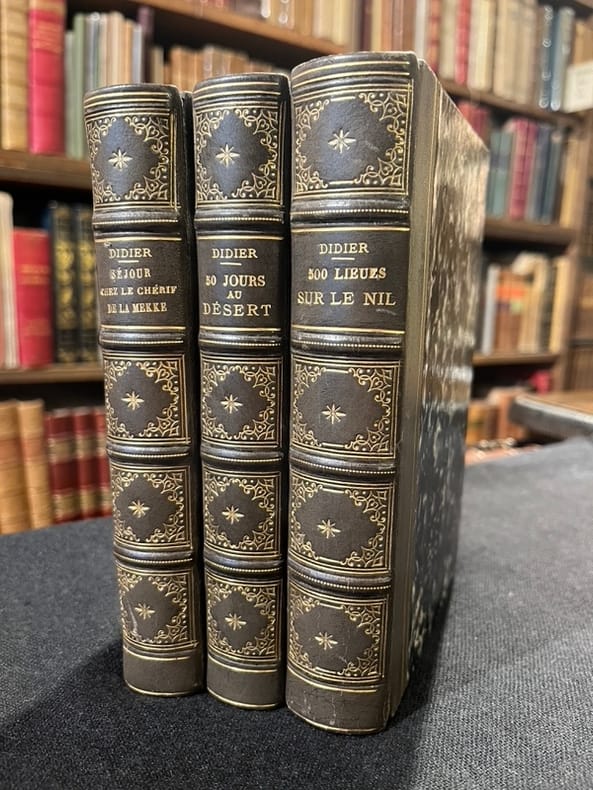 DIDIER
SÉJOUR
CHEZ LE CHÉRIF
DE LA MEKKE
DIDIER
50 JOURS
AU
DÉSERT
DIDIER
500 LIEUES
SUR LE NIL